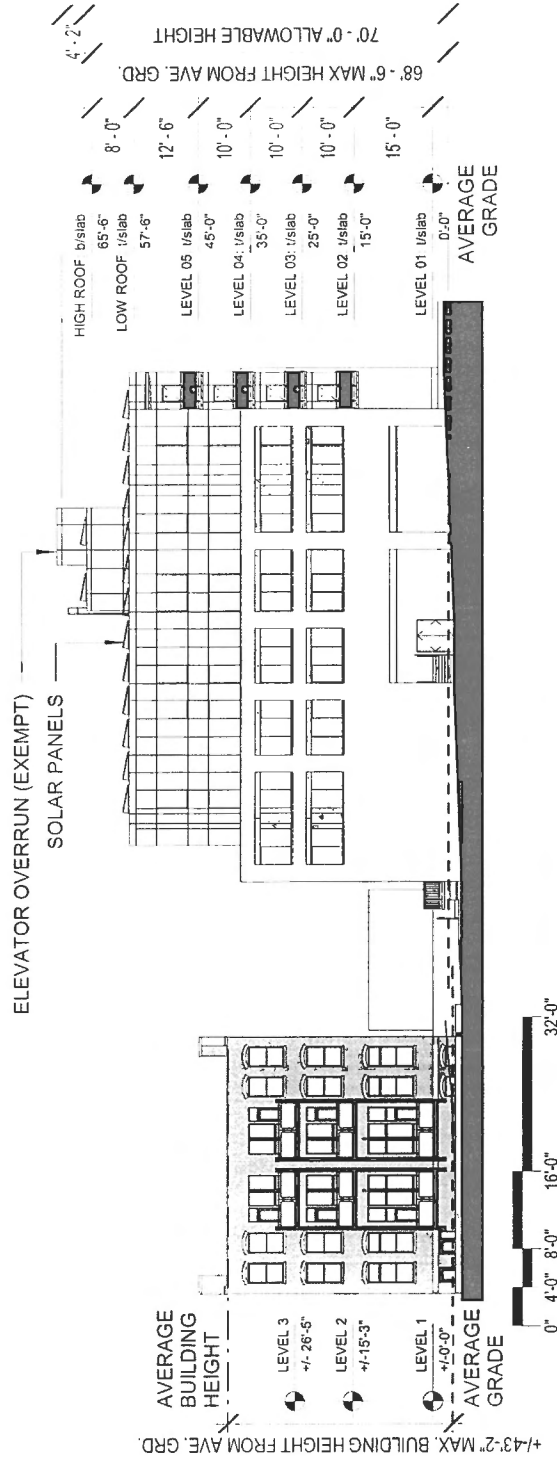 ELEVATOR OVERRUN (EXEMPT)
SOLAR PANELS
HIGH ROOF b/slab
65'-6"
LOW ROOF t/slab
57'-6"
LEVEL 05 t/slab
45'-0"
LEVEL 04: t/slab
35'-0"
LEVEL 03: t/slab
25'-0"
LEVEL 02 t/slab
15'-0"
LEVEL 01 t/slab
0'-0"
AVERAGE
GRADE
8' - 0"
12' - 6"
10' - 0"
10' - 0"
10' - 0"
15' - 0"
68' - 6" MAX HEIGHT FROM AVE. GRD.
70' - 0" ALLOWABLE HEIGHT
4' - 2"
AVERAGE
BUILDING
HEIGHT
LEVEL 3
+/- 26'-5"
LEVEL 2
+/-15'-3"
LEVEL 1
+/-0'-0"
AVERAGE
GRADE
+/-43'-2" MAX. BUILDING HEIGHT FROM AVE. GRD.
0" 4'-0" 8'-0" 16'-0" 32'-0"